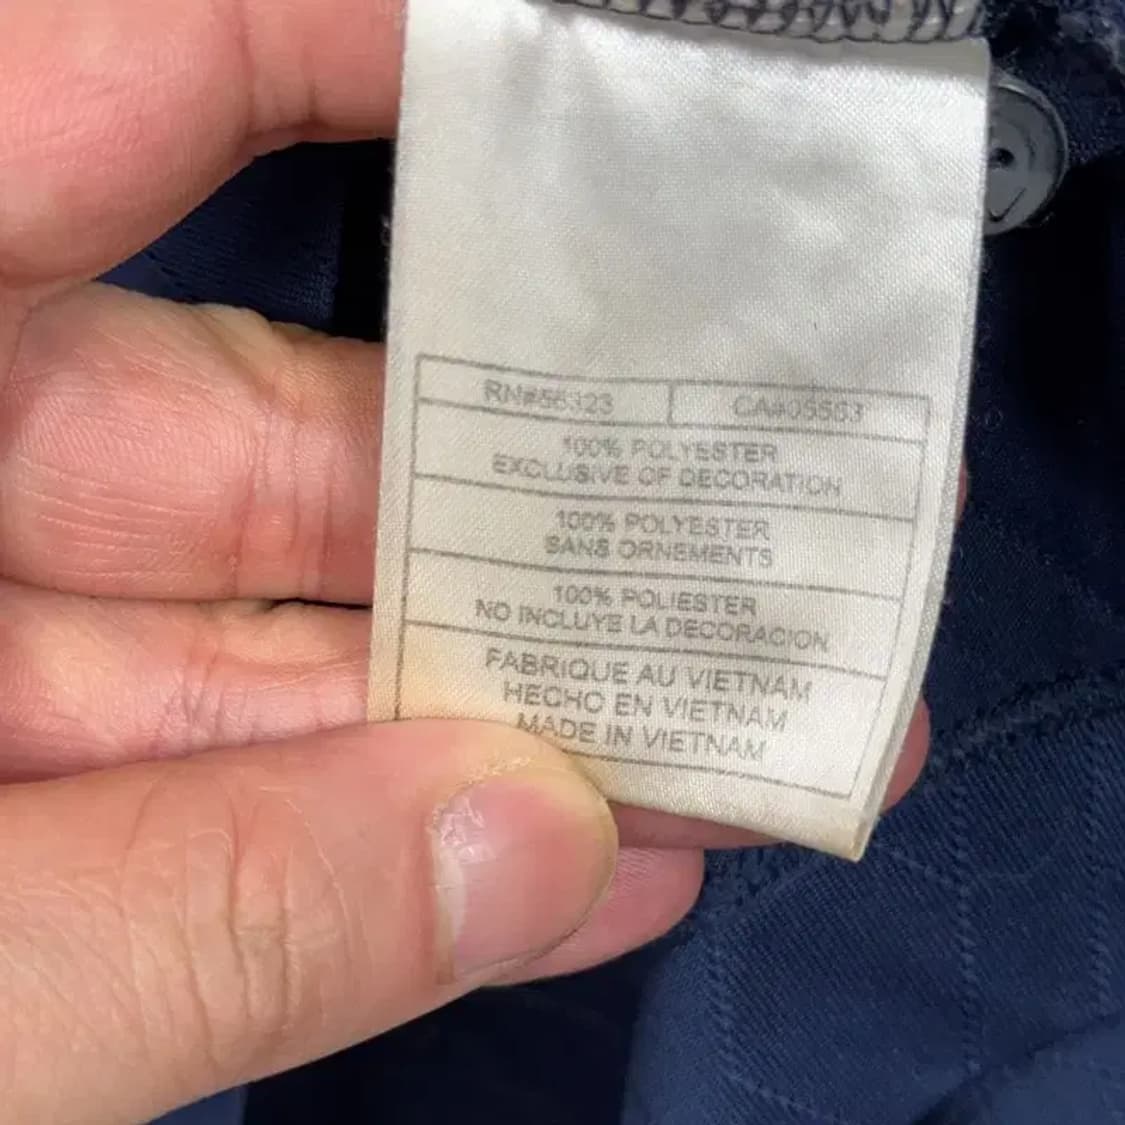 RN#56323
CA#05553
100% POLYESTER
EXCLUSIVE OF DECORATION
100% POLYESTER
SANS ORNEMENTS
100% POLIESTER
NO INCLUYE LA DECORACION
FABRIQUE AU VIETNAM
HECHO EN VIETNAM
MADE IN VIETNAM